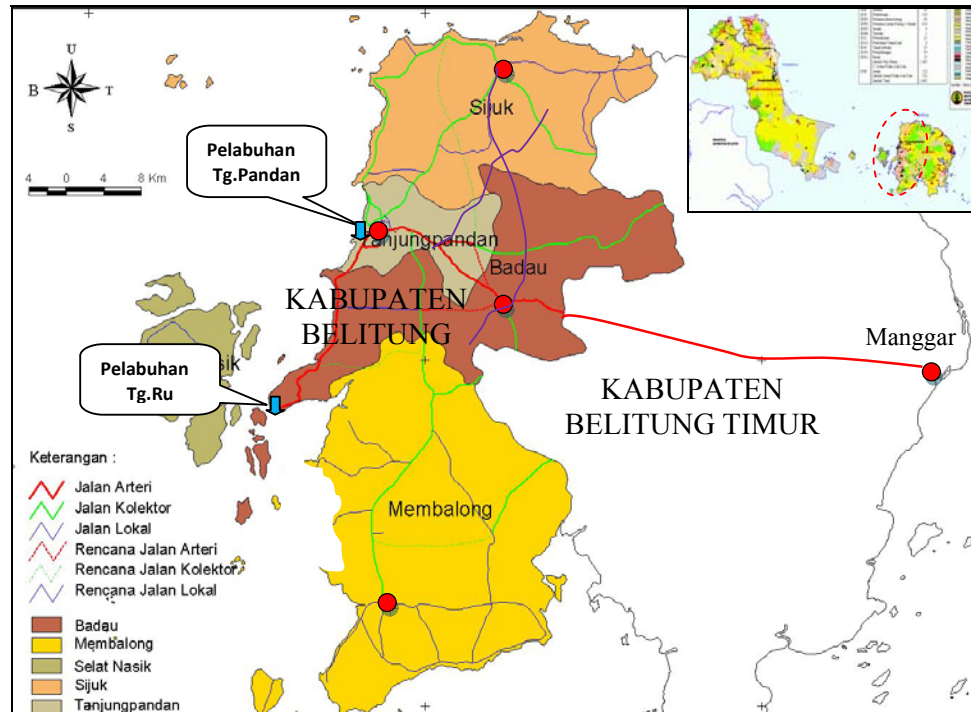 U
B
T
S
4 0 4 8 Km
Pelabuhan
Tg.Pandan
Sijuk
Tanjungpandan
Badau
KABUPATEN
BELITUNG
Manggar
Pelabuhan
Tg.Ru
KABUPATEN
BELITUNG TIMUR
Membalong
Keterangan :
Jalan Arteri
Jalan Kolektor
Jalan Lokal
Rencana Jalan Arteri
Rencana Jalan Kolektor
Rencana Jalan Lokal
Badau
Membalong
Selat Nasik
Sijuk
Tanjungpandan